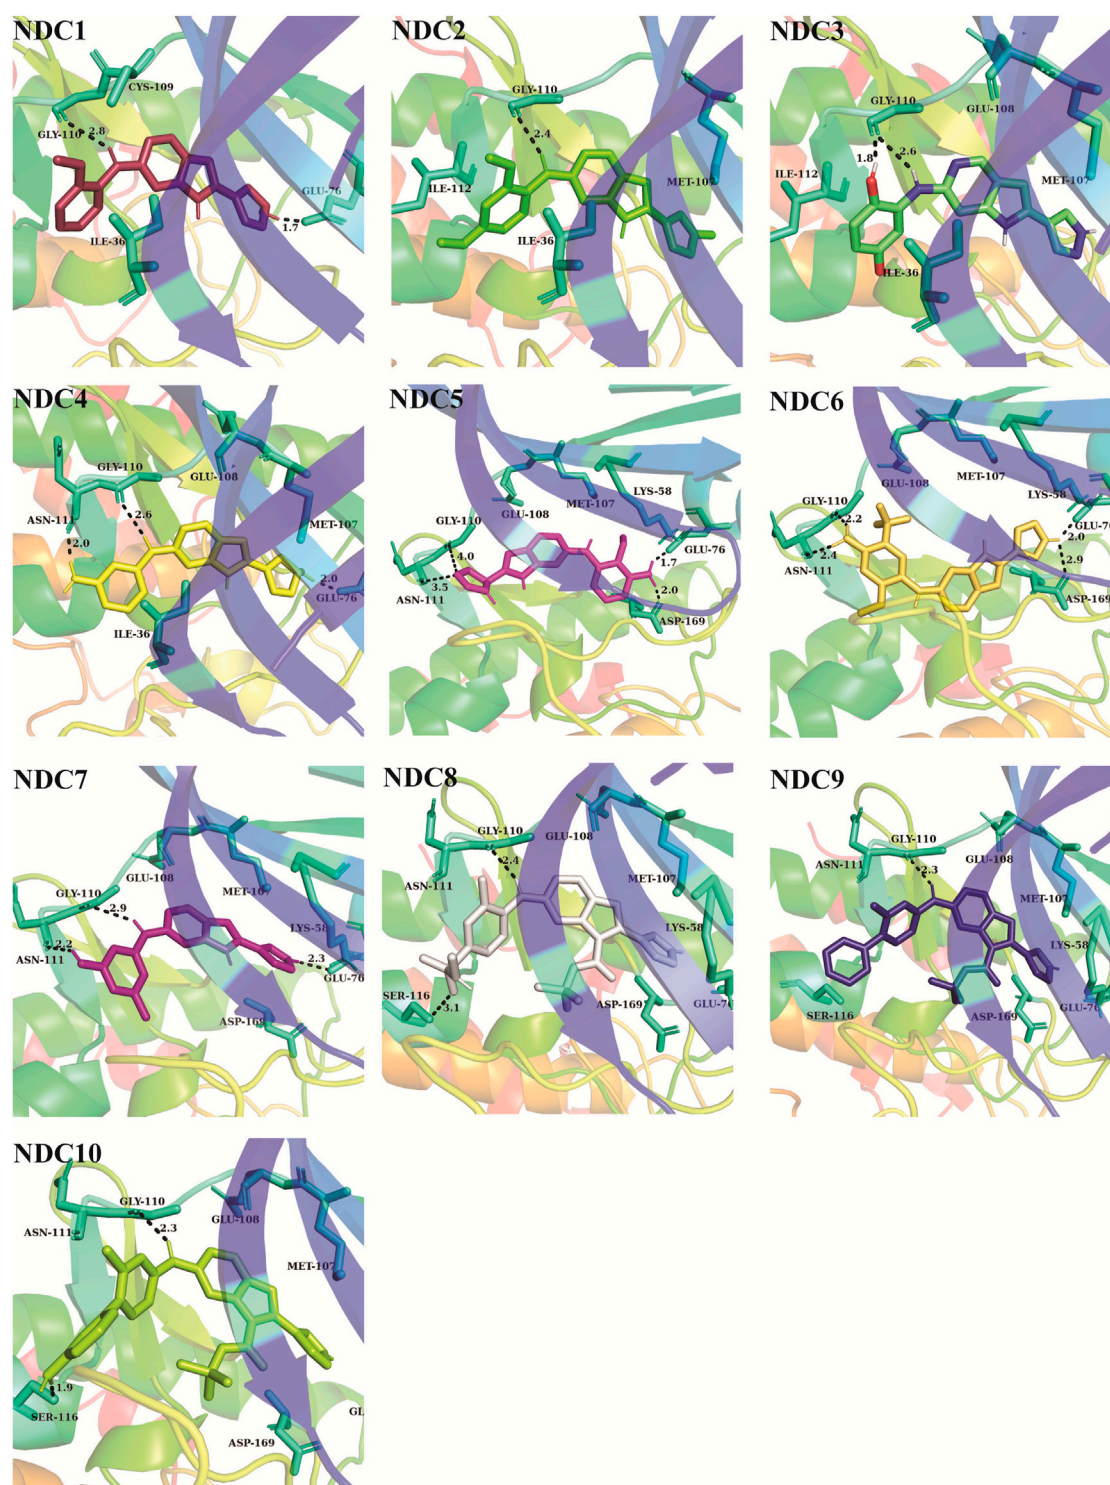 NDC1
CYS-109
GLY-110
2.8
GLU-76
1.7
ILE-36
NDC2
GLY-110
2.4
ILE-112
MET-107
ILE-36
NDC3
GLU-108
GLY-110
1.8
2.6
ILE-112
MET-107
ILE-36
NDC4
GLY-110
GLU-108
ASN-111
2.6
MET-107
2.0
2.0
GLU-76
ILE-36
NDC5
LYS-58
MET-107
GLU-108
GLY-110
GLU-76
4.0
1.7
3.5
ASN-111
2.0
ASP-169
NDC6
GLU-108
MET-107
LYS-58
GLY-110
2.2
2.0
2.4
ASN-111
2.9
ASP-169
NDC7
GLU-108
MET-107
GLY-110
2.9
LYS-58
2.2
ASN-111
2.3
GLU-76
ASP-169
NDC8
GLY-110
GLU-108
2.4
ASN-111
MET-107
LYS-58
SER-116
3.1
ASP-169
GLU-76
NDC9
GLY-110
ASN-111
GLU-108
2.3
MET-107
LYS-58
SER-116
ASP-169
GLU-76
NDC10
GLY-110
GLU-108
ASN-111
2.3
MET-107
1.9
SER-116
GL
ASP-169